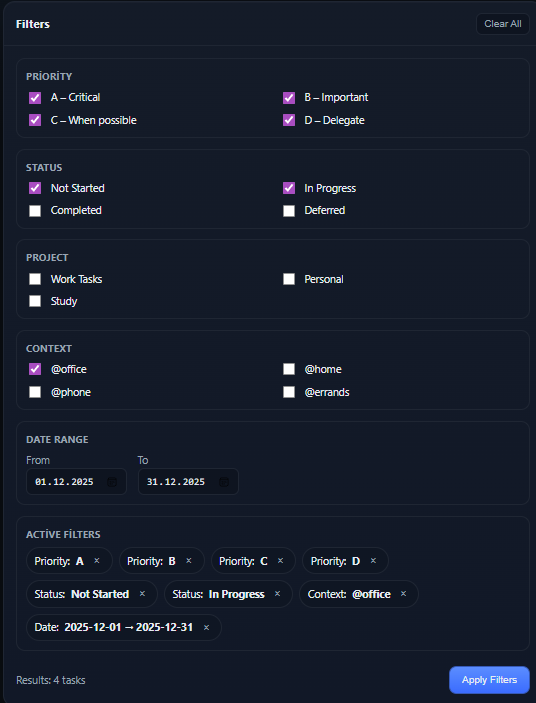 Filters
Clear All
PRİORİTY
A – Critical
B – Important
C – When possible
D – Delegate
STATUS
Not Started
In Progress
Completed
Deferred
PROJECT
Work Tasks
Personal
Study
CONTEXT
@office
@home
@phone
@errands
DATE RANGE
From
To
01.12.2025
31.12.2025
ACTİVE FİLTERS
Priority: A ×
Priority: B ×
Priority: C ×
Priority: D ×
Status: Not Started ×
Status: In Progress ×
Context: @office ×
Date: 2025-12-01 → 2025-12-31 ×
Results: 4 tasks
Apply Filters